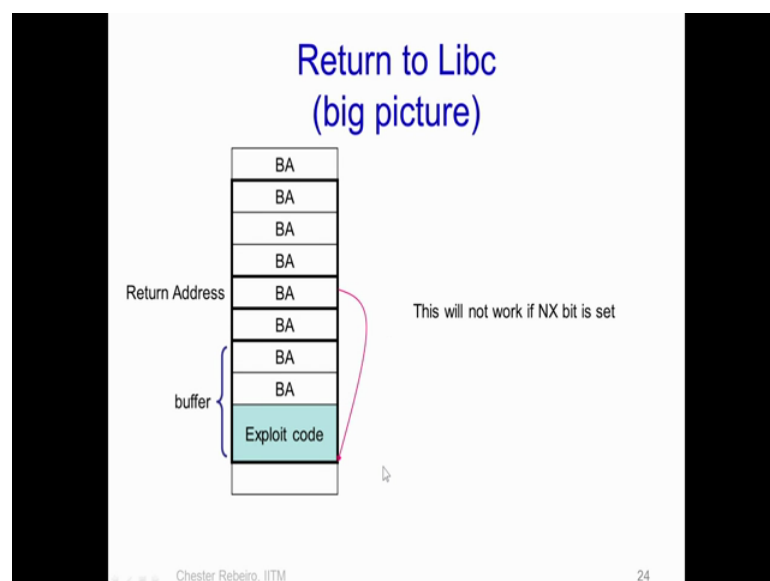 Return to Libc
(big picture)
BA
BA
BA
BA
Return Address
BA
This will not work if NX bit is set
BA
BA
buffer
BA
Exploit code
Chester Rebeiro, IITM
24